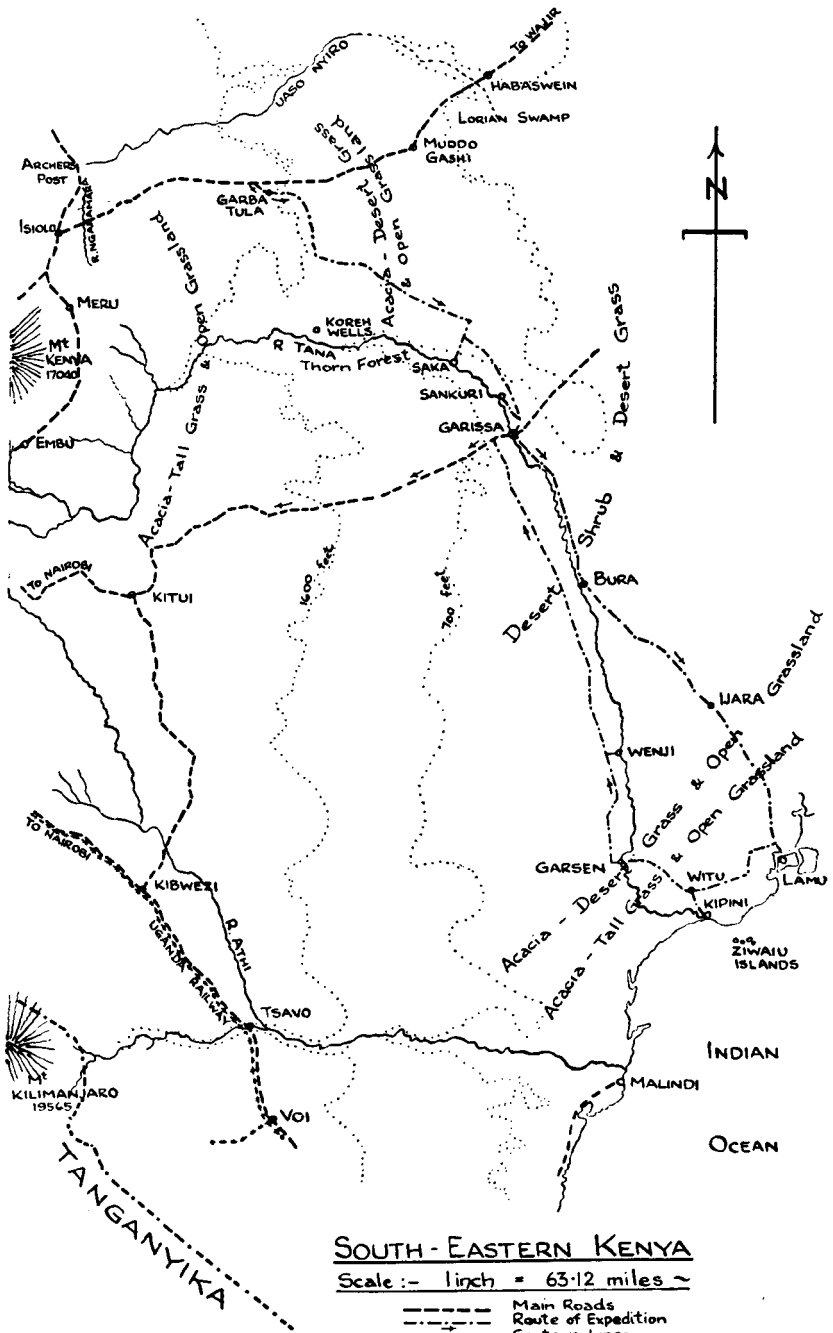 To WAJIR
UASO NYIRO
HABASWEIN
LORIAN SWAMP
MUDDO GASHI
ARCHERS POST
R. NGARAMARA
ISIOLO
GARBA TULA
Acacia - Desert Grass
& Open Grassland
N
MERU
Mt KENYA
17040
EMBU
Acacia - Tall Grass & Open Grassland
KOREH WELLS
R TANA
Thorn Forest
SAKA
SANKURI
GARISSA
Desert Shrub & Desert Grass
1600 feet
700 feet
To NAIROBI
KITUI
BURA
IJARA
WENJI
Acacia - Desert Grass & Open Grassland
Acacia - Tall Grass & Open Grassland
GARSEN
WITU
LAMU
KIPINI
ZIWAIU ISLANDS
To NAIROBI
KIBWEZI
UGANDA RAILWAY
R. ATHI
TSAVO
Mt KILIMANJARO
19565
VOI
MALINDI
INDIAN
OCEAN
TANGANYIKA
SOUTH - EASTERN KENYA
Scale :- 1 inch = 63·12 miles ~
Main Roads
Route of Expedition